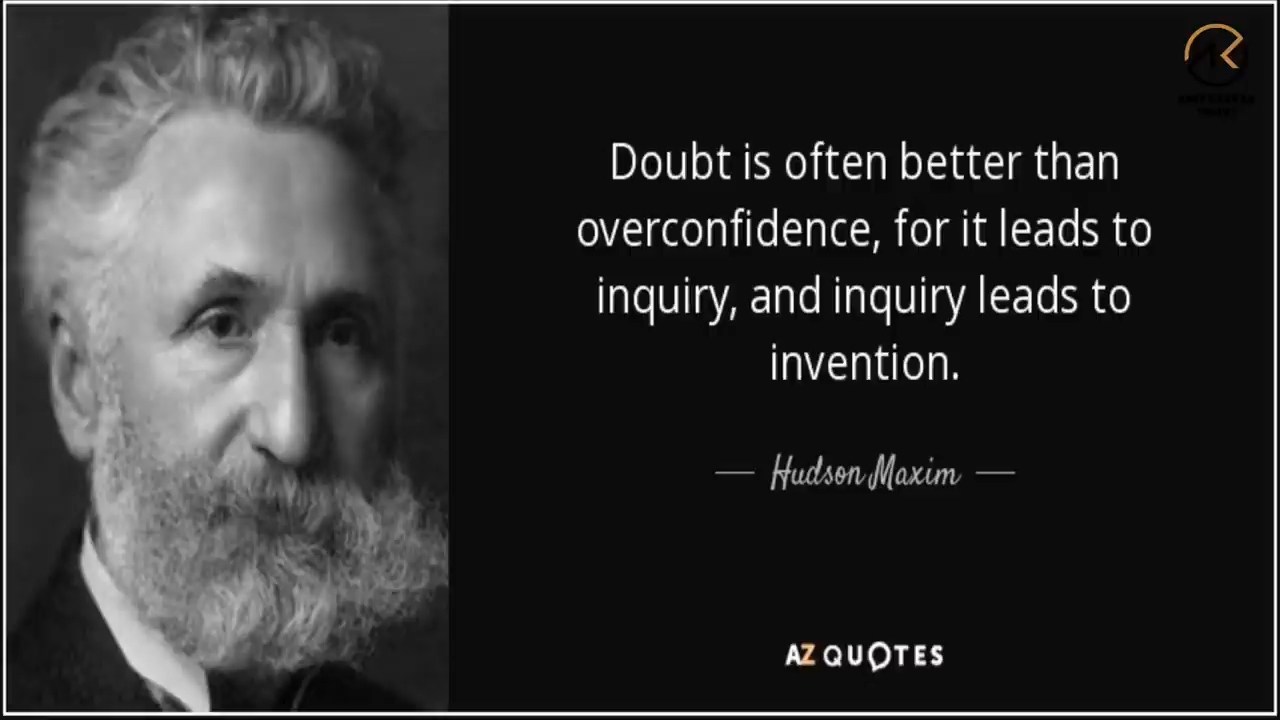 Doubt is often better than
overconfidence, for it leads to
inquiry, and inquiry leads to
invention.
Hudson Maxim
AZ QUOTES